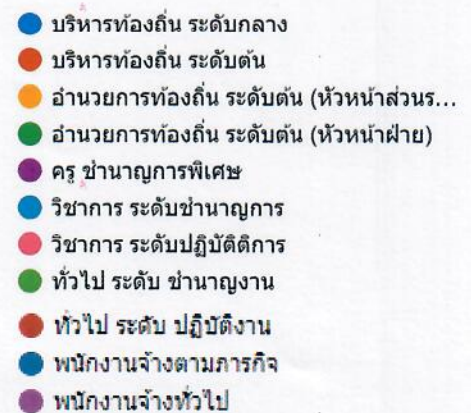 บริหารท้องถิ่น ระดับกลาง
บริหารท้องถิ่น ระดับต้น
อำนวยการท้องถิ่น ระดับต้น (หัวหน้าส่วนร...
อำนวยการท้องถิ่น ระดับต้น (หัวหน้าฝ่าย)
ครู ชำนาญการพิเศษ
วิชาการ ระดับชำนาญการ
วิชาการ ระดับปฏิบัติติการ
ทั่วไป ระดับ ชำนาญงาน
ทั่วไป ระดับ ปฏิบัติงาน
พนักงานจ้างตามภารกิจ
พนักงานจ้างทั่วไป